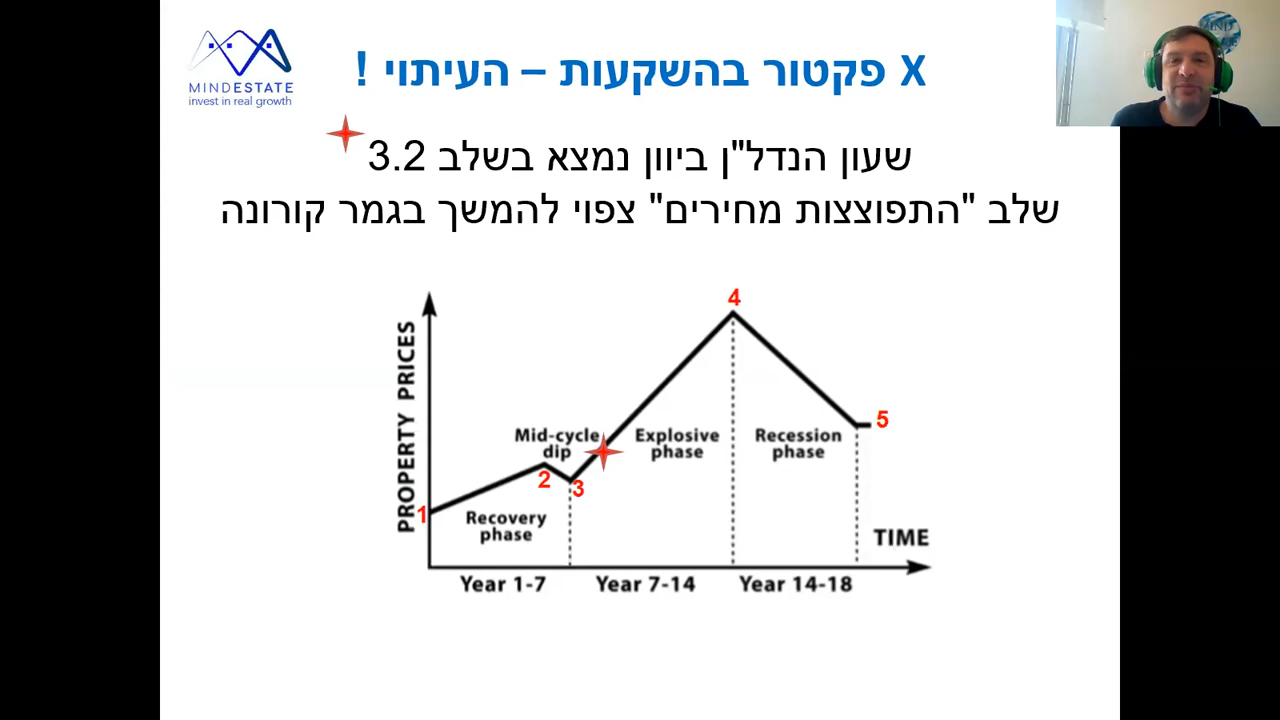 MINDESTATE
invest in real growth
X פקטור בהשקעות – העיתוי !
שעון הנדל"ן ביוון נמצא בשלב 3.2
שלב "התפוצצות מחירים" צפוי להמשך בגמר קורונה
PROPERTY PRICES
1
2
3
4
5
Mid-cycle
dip
Explosive
phase
Recession
phase
Recovery
phase
TIME
Year 1-7
Year 7-14
Year 14-18